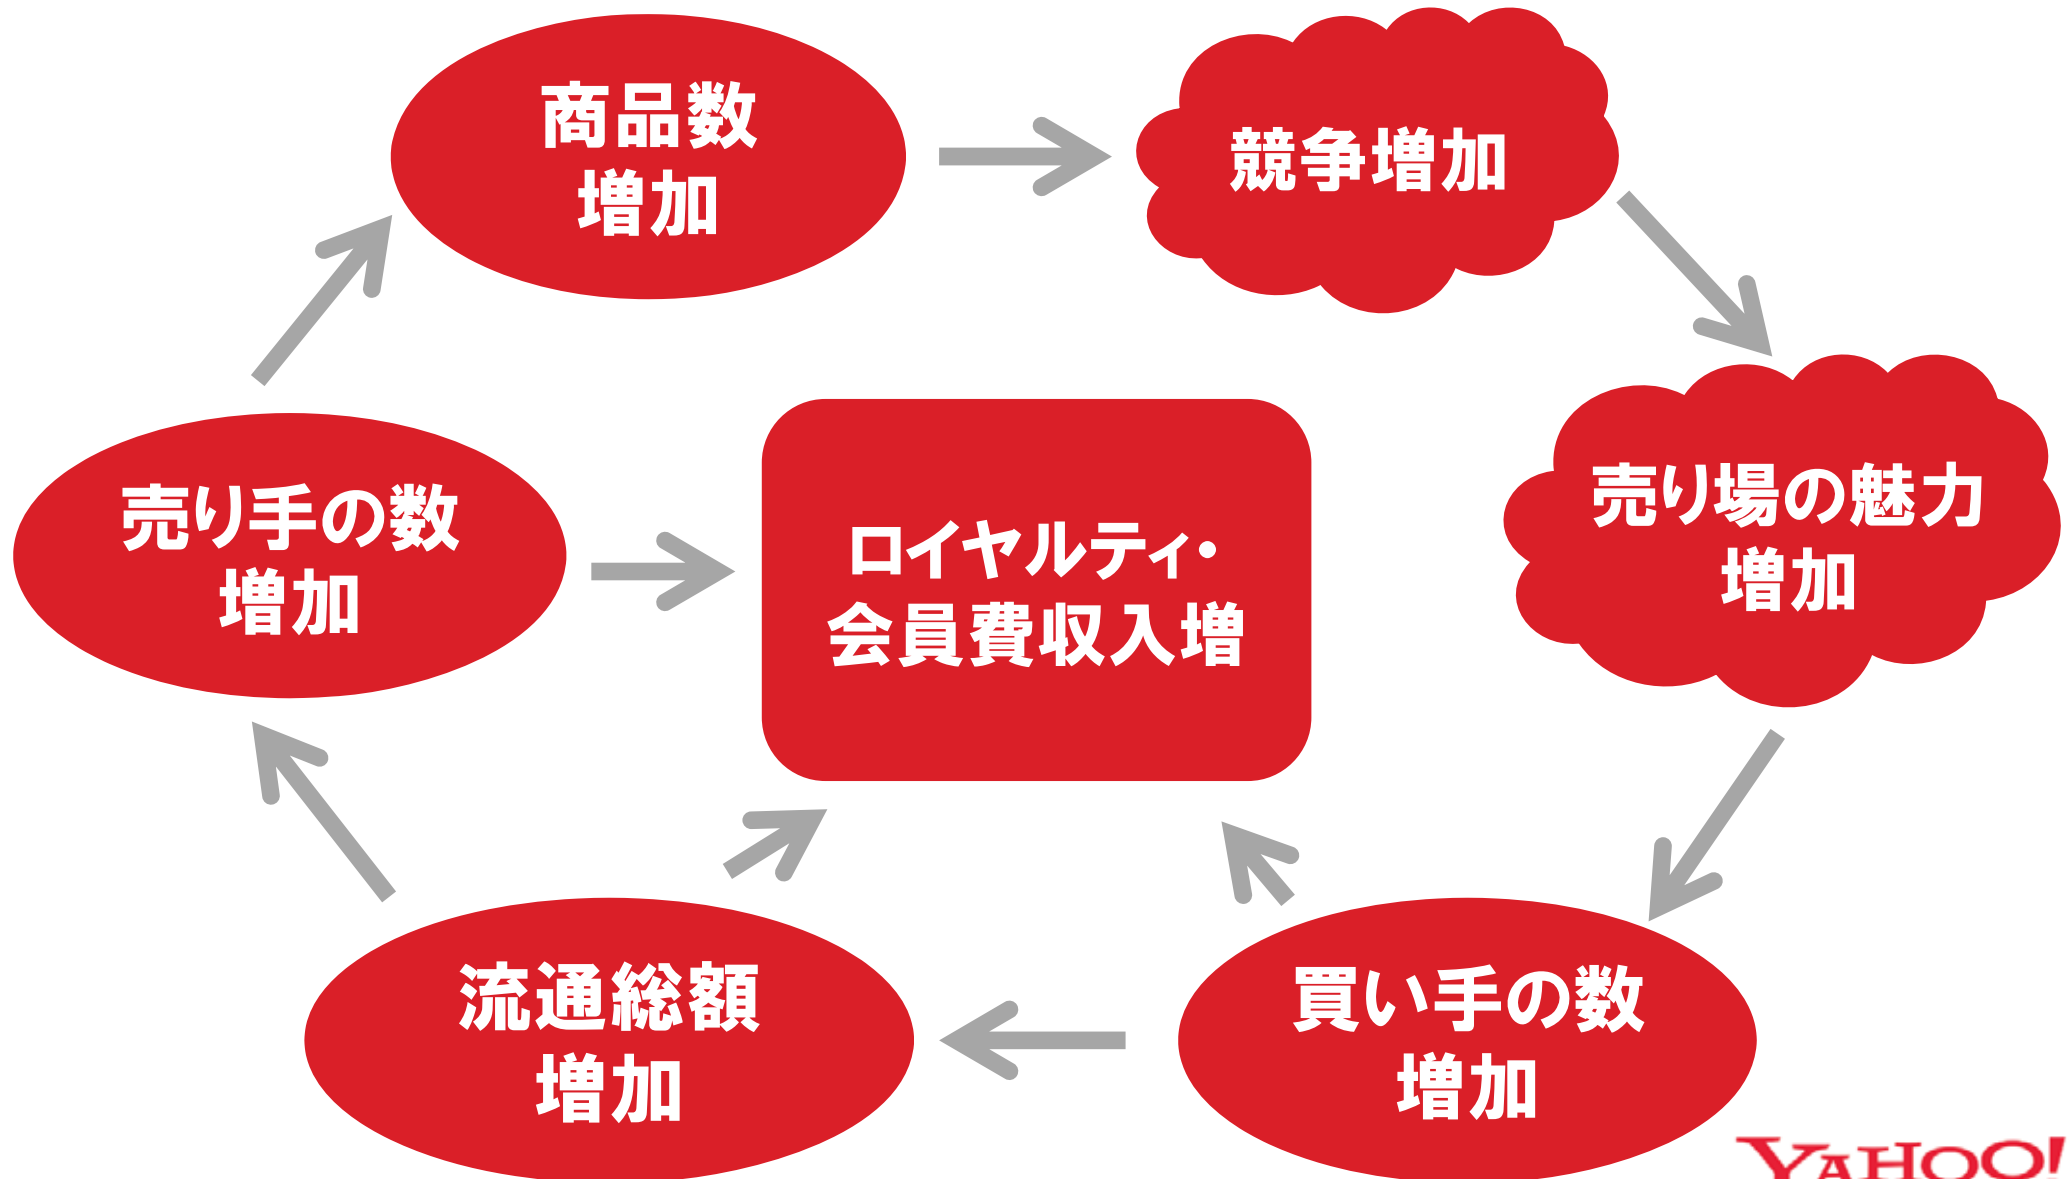 商品数
増加
競争増加
売り手の数
増加
ロイヤルティ・
会員費収入増
売り場の魅力
増加
流通総額
増加
買い手の数
増加
YAHOO!